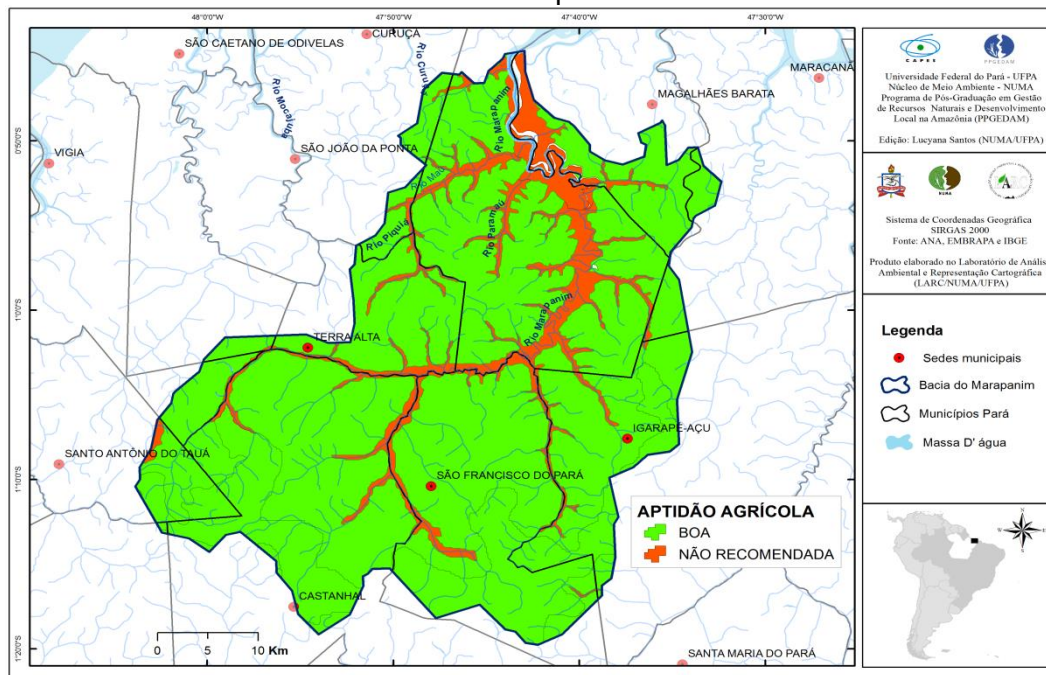 48°0'0"O
47°50'0"O
47°40'0"O
47°30'0"O
SÃO CAETANO DE ODIVELAS
CURUÇÁ
MARACANÃ
MAGALHÃES BARATA
Rio Mocajuba
Rio Marapanim
0°50'0"S
VIGIA
SÃO JOÃO DA PONTA
Rio Paramaú
1°0'0"S
Rio Marapanim
TERRA ALTA
IGARAPÉ-AÇU
SANTO ANTÔNIO DO TAUÁ
1°10'0"S
SÃO FRANCISCO DO PARÁ
APTIDÃO AGRÍCOLA
BOA
NÃO RECOMENDADA
CASTANHAL
0 5 10 Km
1°20'0"S
SANTA MARIA DO PARÁ
CAPES
PPGEDAM
Universidade Federal do Pará - UFPA
Núcleo de Meio Ambiente - NUMA
Programa de Pós-Graduação em Gestão
de Recursos Naturais e Desenvolvimento
Local na Amazônia (PPGEDAM)
Edição: Lucyana Santos (NUMA/UFPA)
NUMA
Sistema de Coordenadas Geográfica
SIRGAS 2000
Fonte: ANA, EMBRAPA e IBGE
Produto elaborado no Laboratório de Anális
Ambiental e Representação Cartográfica
(LARC/NUMA/UFPA)
Legenda
Sedes municipais
Bacia do Marapanim
Municípios Pará
Massa D' água
N
S